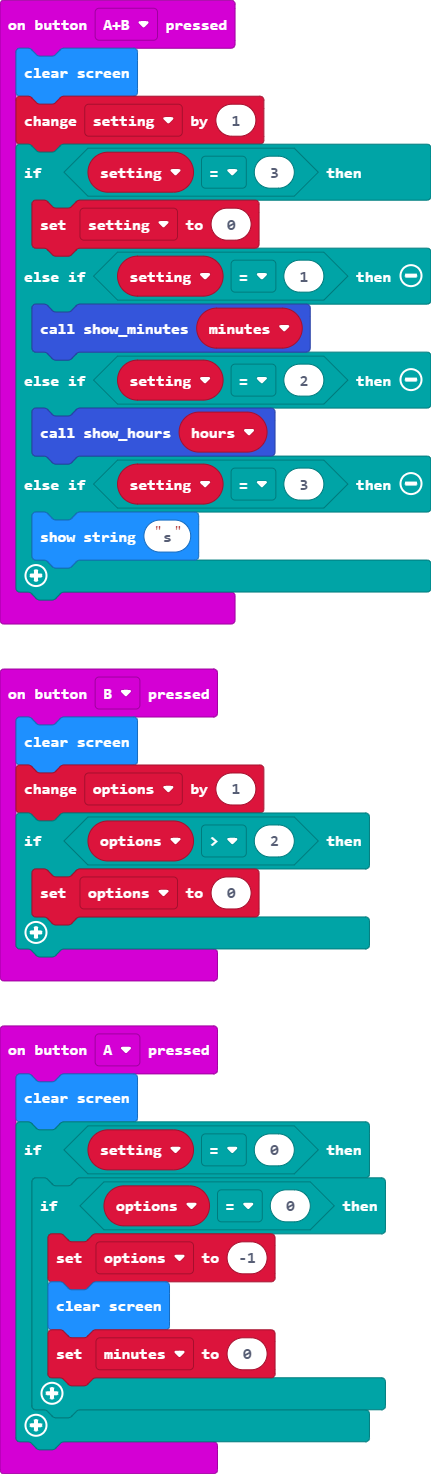 on button A+B pressed
clear screen
change setting by 1
if setting = 3 then
set setting to 0
else if setting = 1 then
call show_minutes minutes
else if setting = 2 then
call show_hours hours
else if setting = 3 then
show string "s"
on button B pressed
clear screen
change options by 1
if options > 2 then
set options to 0
on button A pressed
clear screen
if setting = 0 then
if options = 0 then
set options to -1
clear screen
set minutes to 0